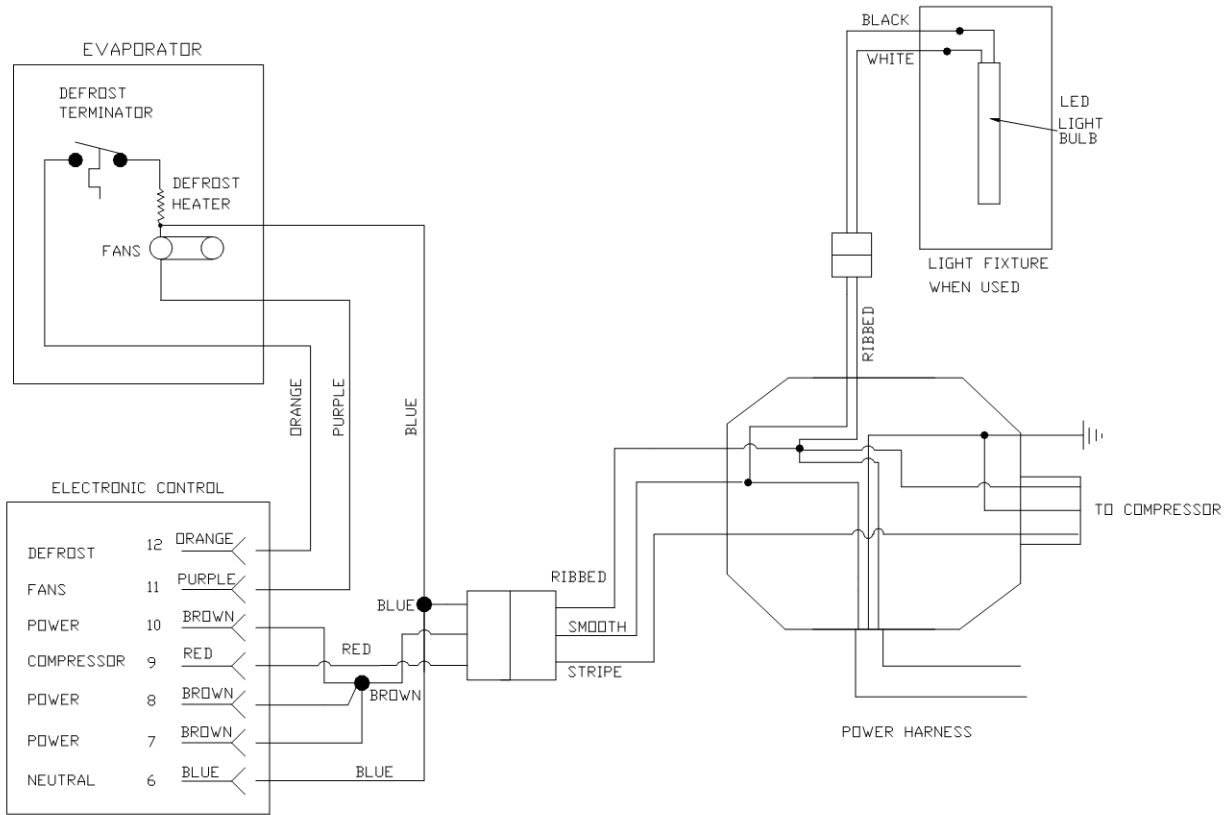 EVAPORATOR
DEFROST
TERMINATOR
DEFROST
HEATER
FANS
ORANGE
PURPLE
BLUE
BLACK
WHITE
LED
LIGHT
BULB
LIGHT FIXTURE
WHEN USED
RIBBED
ELECTRONIC CONTROL
DEFROST 12 ORANGE
FANS 11 PURPLE
POWER 10 BROWN
COMPRESSOR 9 RED
POWER 8 BROWN
POWER 7 BROWN
NEUTRAL 6 BLUE
BLUE
RED
BROWN
BLUE
RIBBED
SMOOTH
STRIPE
TO COMPRESSOR
POWER HARNESS